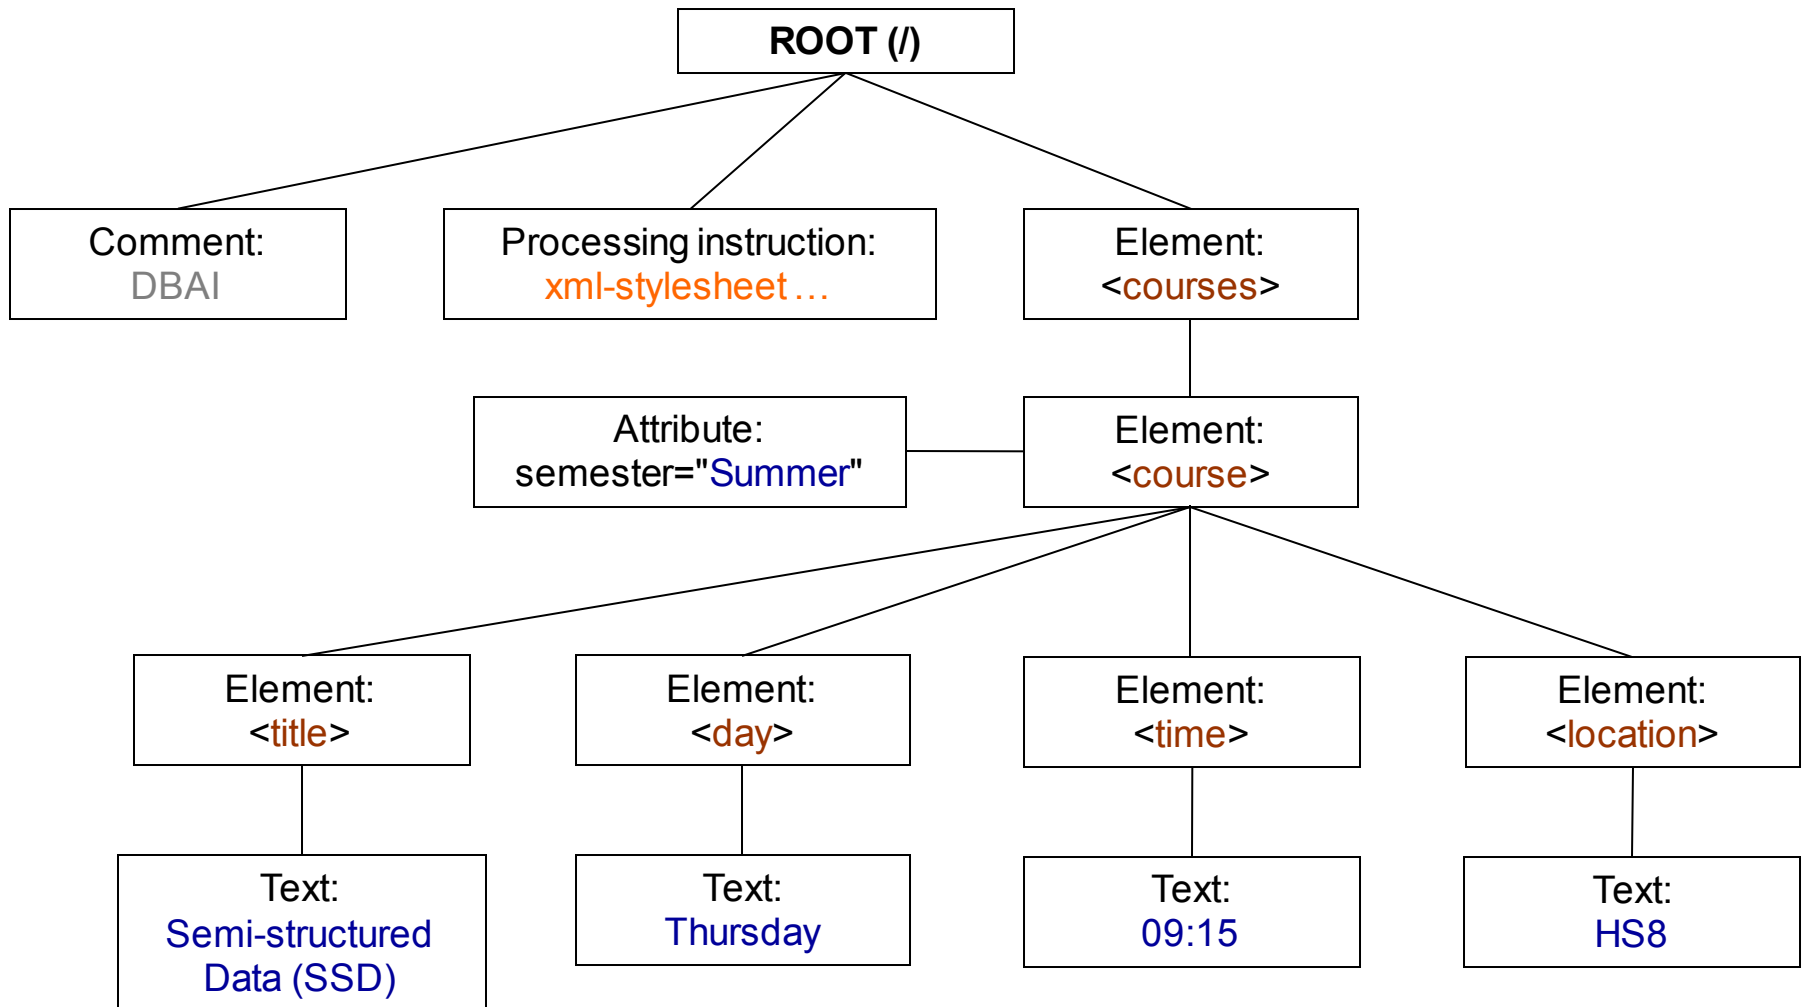 ROOT (/)
Comment:
DBAI
Processing instruction:
xml-stylesheet …
Element:
<courses>
Attribute:
semester="Summer"
Element:
<course>
Element:
<title>
Element:
<day>
Element:
<time>
Element:
<location>
Text:
Semi-structured
Data (SSD)
Text:
Thursday
Text:
09:15
Text:
HS8